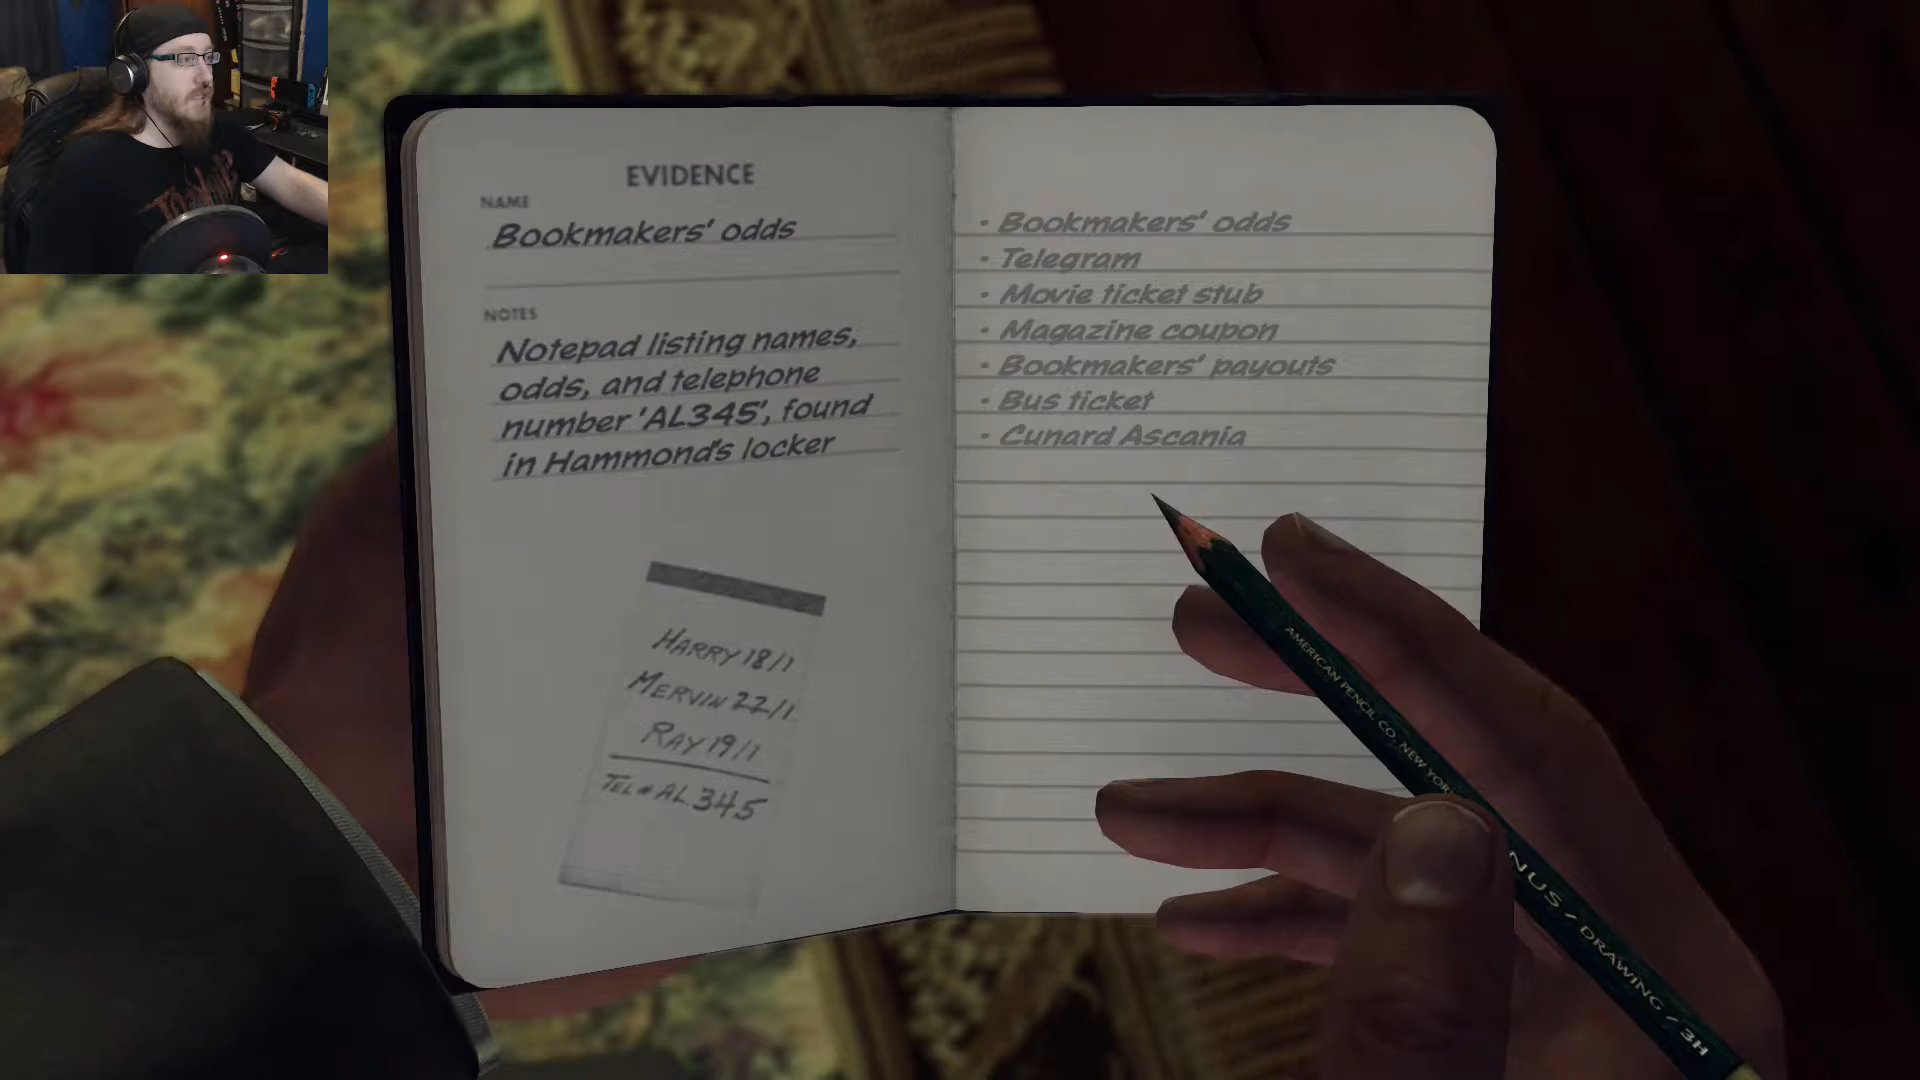 EVIDENCE
NAME
Bookmakers' odds
NOTES
Notepad listing names,
odds, and telephone
number 'AL345', found
in Hammond's locker
HARRY 18/1
MERVIN 22/1
RAY 19/1
TEL# AL 345
• Bookmakers' odds
• Telegram
• Movie ticket stub
• Magazine coupon
• Bookmakers' payouts
• Bus ticket
• Cunard Ascania
AMERICAN PENCIL CO. NEW YORK
NUS / DRAWING / 3H